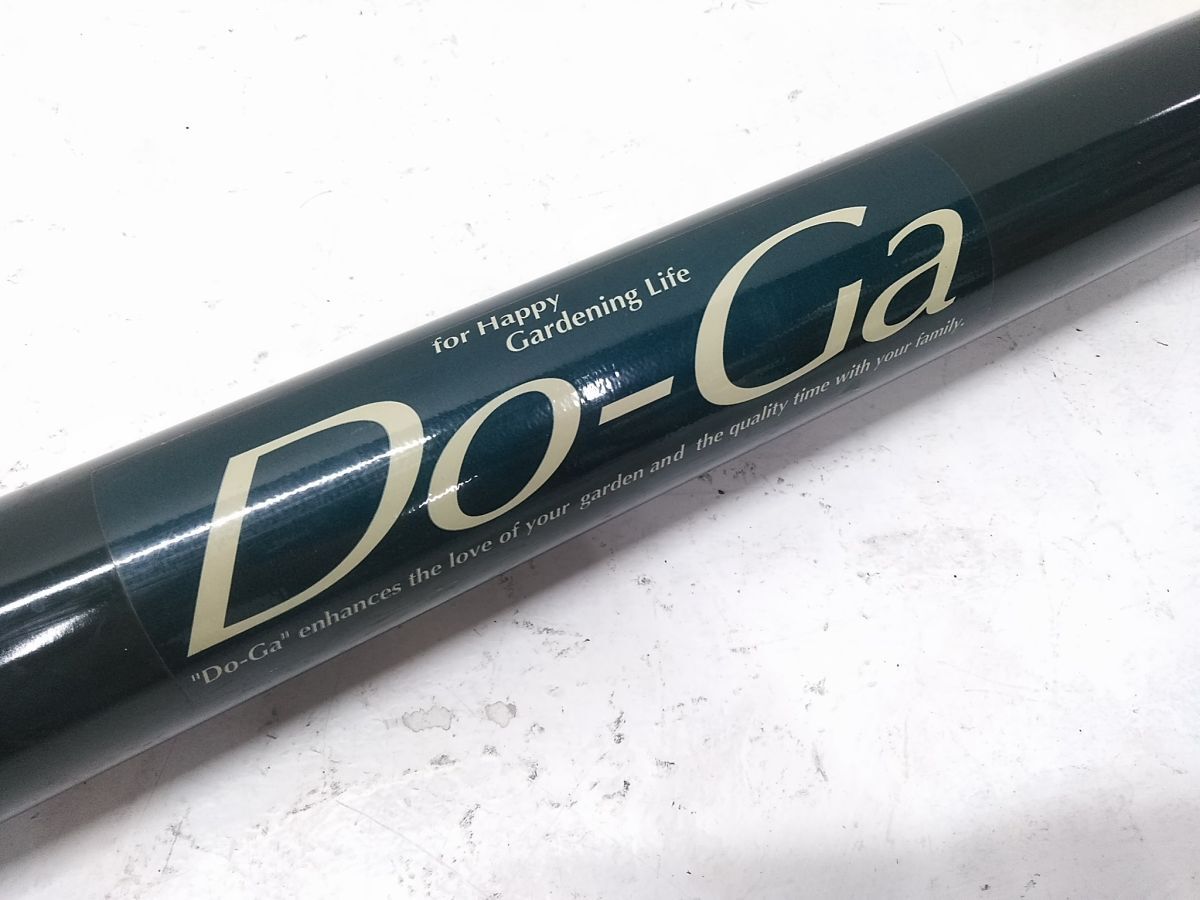 for Happy
Gardening Life
Do-Ga
"Do-Ga" enhances the love of your garden and the quality time with your family.